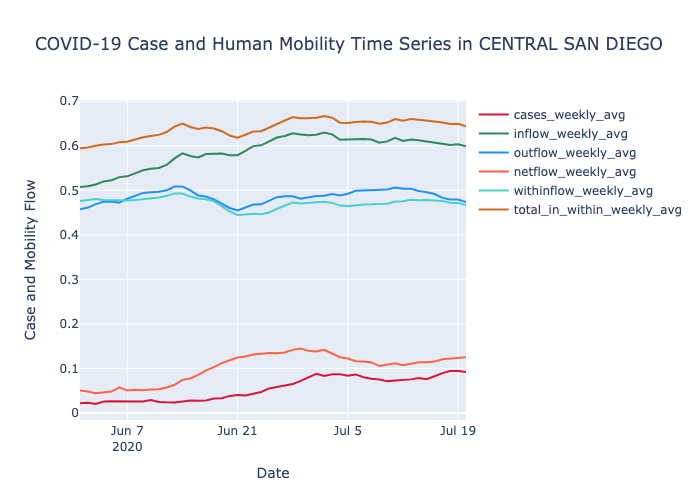 COVID-19 Case and Human Mobility Time Series in CENTRAL SAN DIEGO
0.7
0.6
0.5
0.4
0.3
0.2
0.1
0
Case and Mobility Flow
Jun 7
2020
Jun 21
Jul 5
Jul 19
Date
cases_weekly_avg
inflow_weekly_avg
outflow_weekly_avg
netflow_weekly_avg
withinflow_weekly_avg
total_in_within_weekly_avg